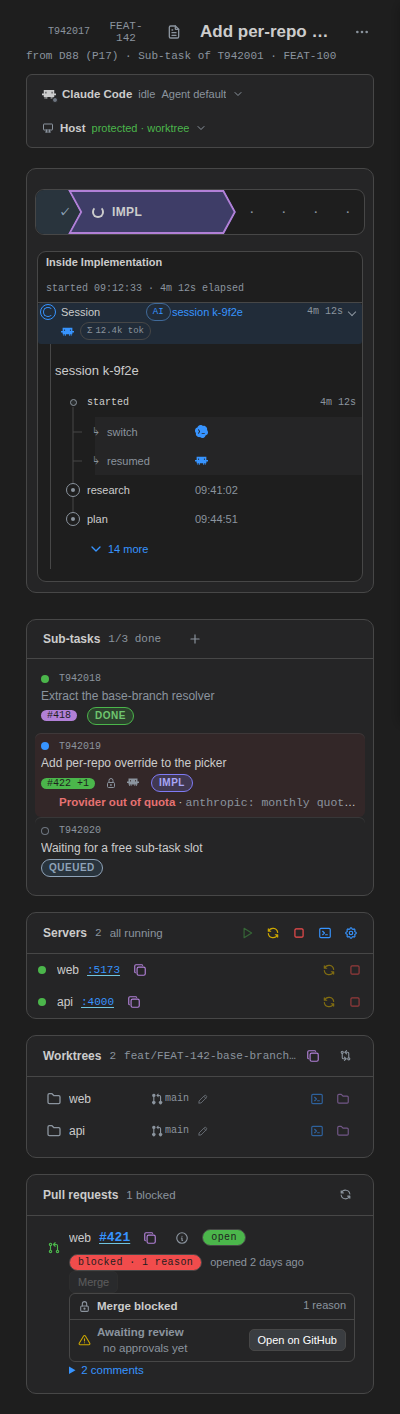 T942017 FEAT-142 Add per-repo … ···
from D88 (P17) · Sub-task of T942001 · FEAT-100
Claude Code idle Agent default
Host protected · worktree
✓ IMPL · · · ·
Inside Implementation
started 09:12:33 · 4m 12s elapsed
Session AI session k-9f2e 4m 12s
Σ 12.4k tok
session k-9f2e
started 4m 12s
↳ switch
↳ resumed
research 09:41:02
plan 09:44:51
14 more
Sub-tasks 1/3 done +
T942018
Extract the base-branch resolver
#418 DONE
T942019
Add per-repo override to the picker
#422 +1 IMPL
Provider out of quota · anthropic: monthly quot…
T942020
Waiting for a free sub-task slot
QUEUED
Servers 2 all running
web :5173
api :4000
Worktrees 2 feat/FEAT-142-base-branch…
web main
api main
Pull requests 1 blocked
web #421 open
blocked · 1 reason opened 2 days ago
Merge
Merge blocked 1 reason
Awaiting review
no approvals yet
Open on GitHub
2 comments